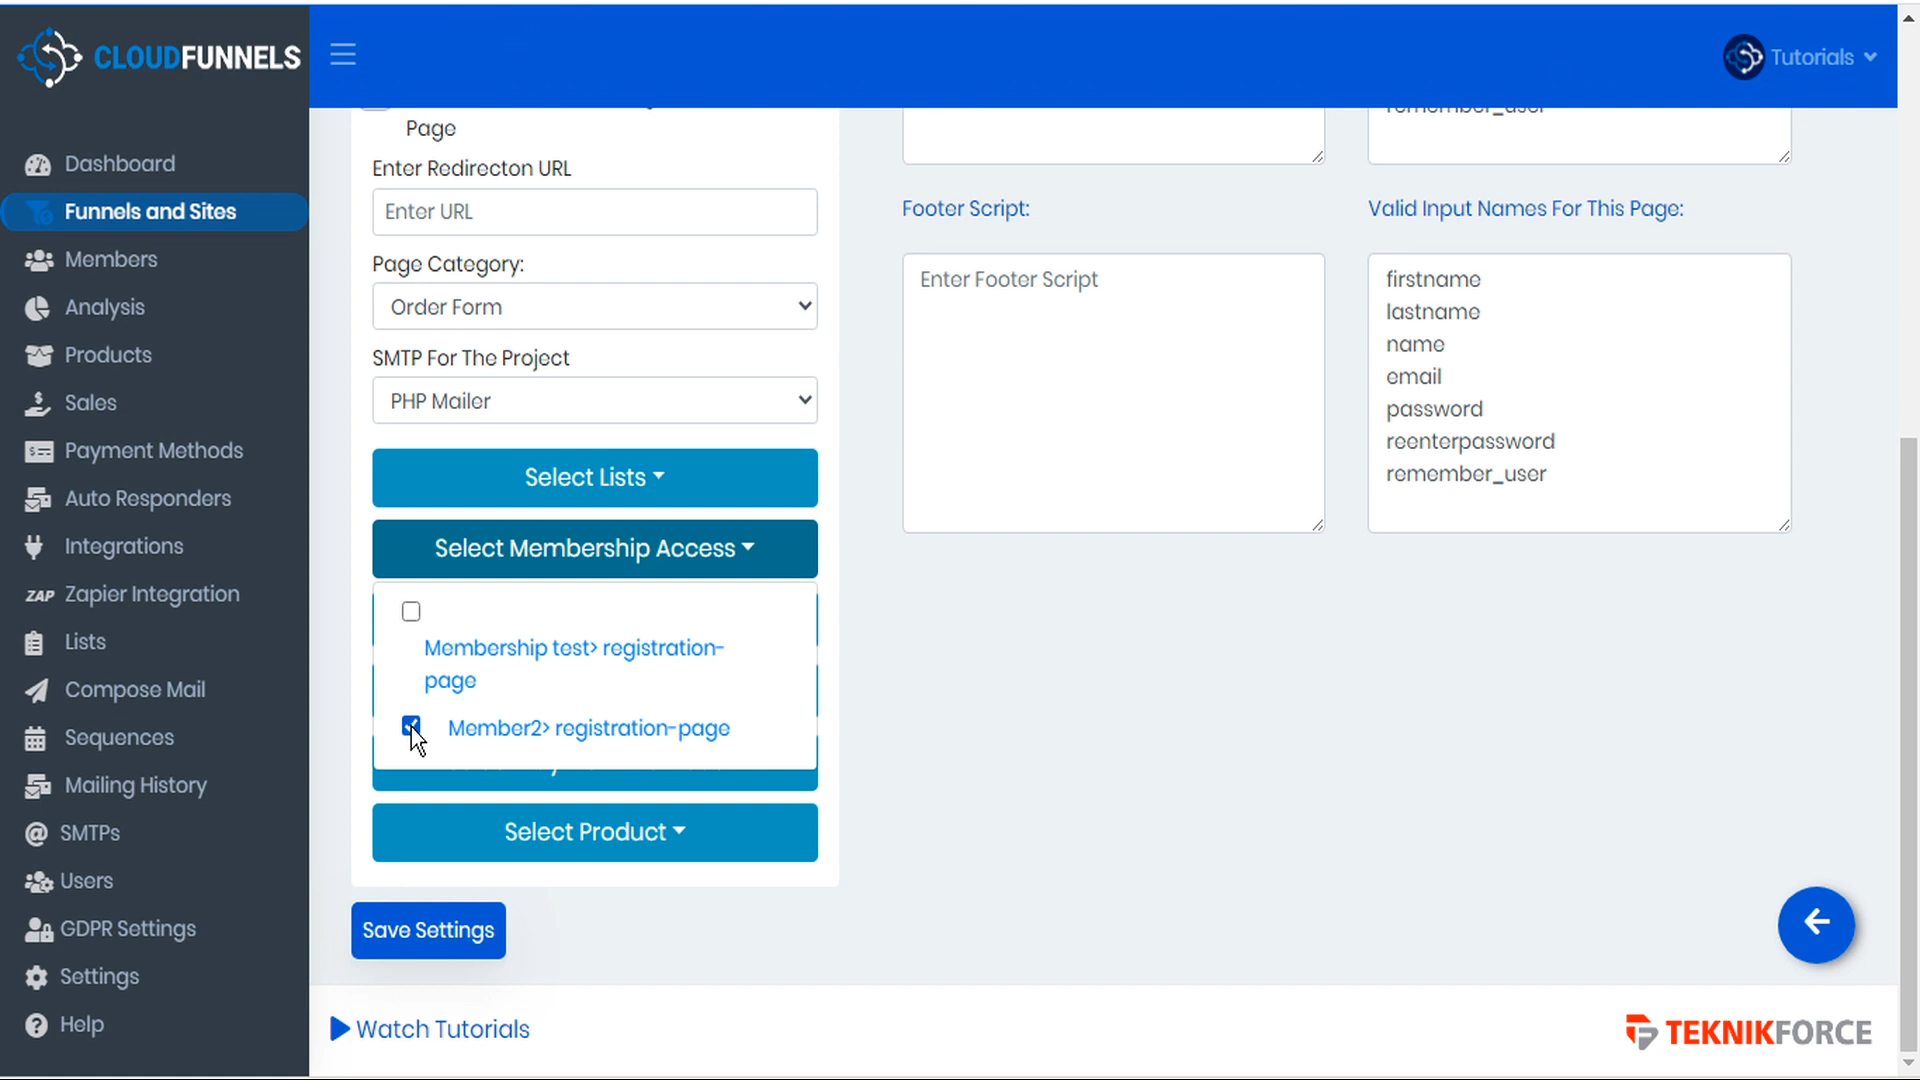 CLOUDFUNNELS
Tutorials
Dashboard
Funnels and Sites
Members
Analysis
Products
Sales
Payment Methods
Auto Responders
Integrations
ZAP Zapier Integration
Lists
Compose Mail
Sequences
Mailing History
SMTPs
Users
GDPR Settings
Settings
Help
Page
Enter Redirecton URL
Enter URL
Page Category:
Order Form
SMTP For The Project
PHP Mailer
Select Lists
Select Membership Access
Membership test> registration-
page
Member2> registration-page
Select Product
Save Settings
remember_user
Footer Script:
Enter Footer Script
Valid Input Names For This Page:
firstname
lastname
name
email
password
reenterpassword
remember_user
Watch Tutorials
TEKNIKFORCE